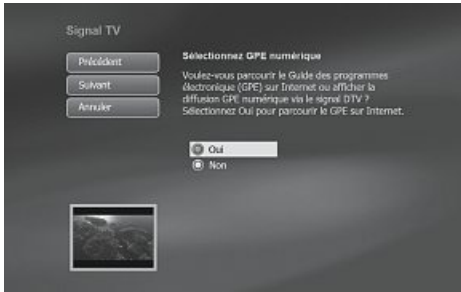 Signal TV
Précédent
Suivant
Annuler
Sélectionnez GPE numérique
Voulez-vous parcourir le Guide des programmes
électronique (GPE) sur Internet ou afficher la
diffusion GPE numérique via le signal DTV ?
Sélectionnez Oui pour parcourir le GPE sur Internet.
Oui
Non